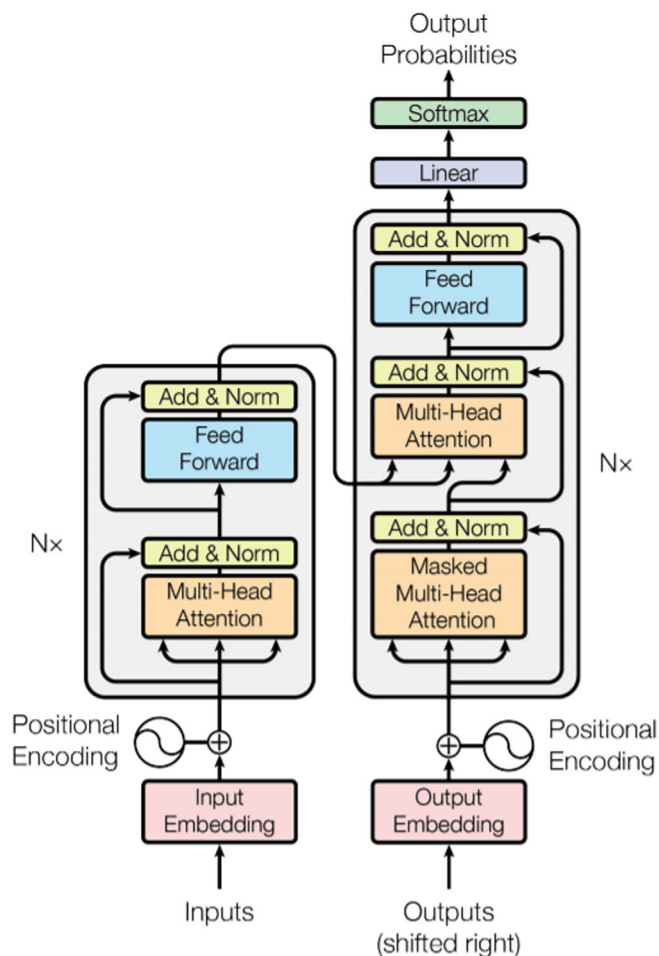 Output
Probabilities
Softmax
Linear
Add & Norm
Feed
Forward
Add & Norm
Multi-Head
Attention
Nx
Add & Norm
Masked
Multi-Head
Attention
Add & Norm
Feed
Forward
Nx
Add & Norm
Multi-Head
Attention
Positional
Encoding
Positional
Encoding
Input
Embedding
Output
Embedding
Inputs
Outputs
(shifted right)